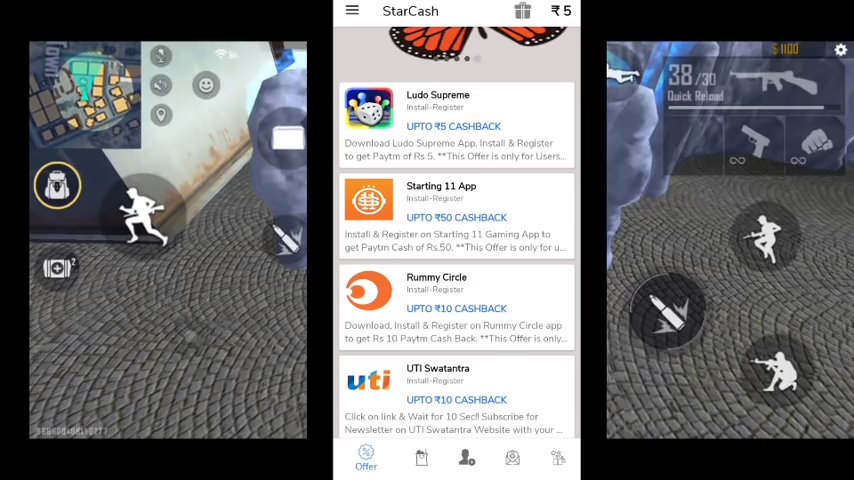 StarCash
₹ 5
Ludo Supreme
Install-Register
UPTO ₹5 CASHBACK
Download Ludo Supreme App, Install & Register
to get Paytm of Rs 5. **This Offer is only for Users...
Starting 11 App
Install-Register
UPTO ₹50 CASHBACK
Install & Register on Starting 11 Gaming App to
get Paytm Cash of Rs.50. **This Offer is only for u...
Rummy Circle
Install-Register
UPTO ₹10 CASHBACK
Download, Install & Register on Rummy Circle app
to get Rs 10 Paytm Cash Back. **This Offer is only...
uti
UTI Swatantra
Install-Register
UPTO ₹10 CASHBACK
Click on link & Wait for 10 Sec!! Subscribe for
Newsletter on UTI Swatantra Website with your ...
Offer
84
2
$ 1100
38/30
Quick Reload